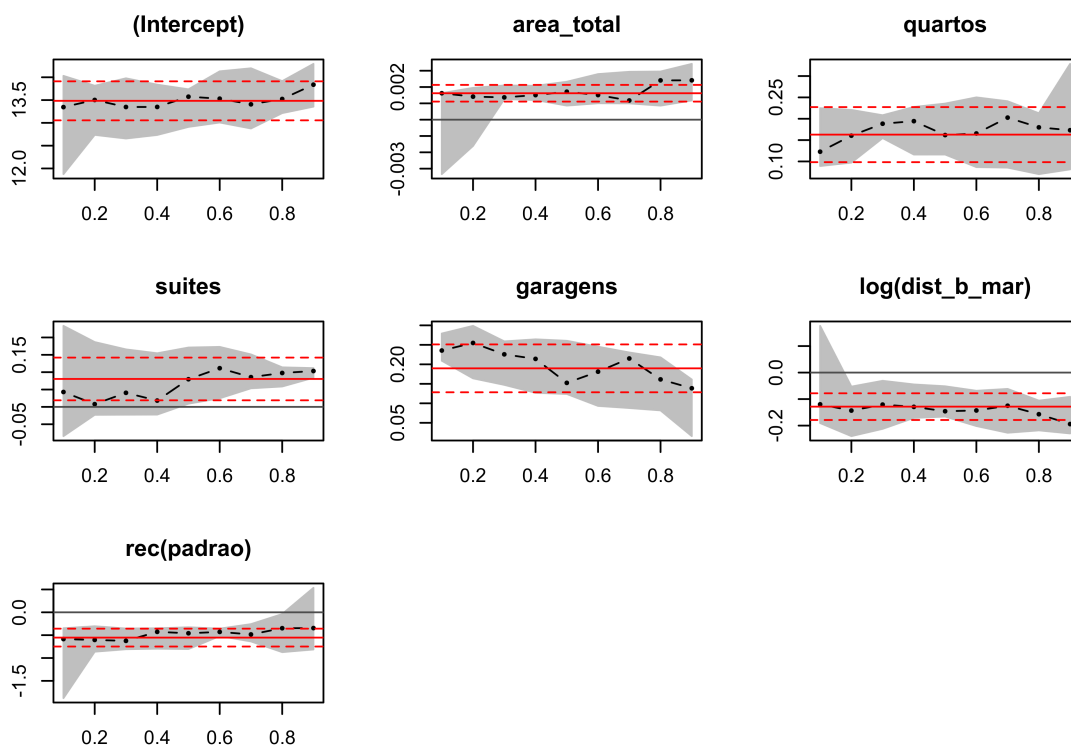 (Intercept)
13.5
12.0
0.2 0.4 0.6 0.8
area_total
0.002
-0.003
0.2 0.4 0.6 0.8
quartos
0.25
0.10
0.2 0.4 0.6 0.8
suites
0.15
-0.05
0.2 0.4 0.6 0.8
garagens
0.20
0.05
0.2 0.4 0.6 0.8
log(dist_b_mar)
0.0
-0.2
0.2 0.4 0.6 0.8
rec(padrao)
0.0
-1.5
0.2 0.4 0.6 0.8